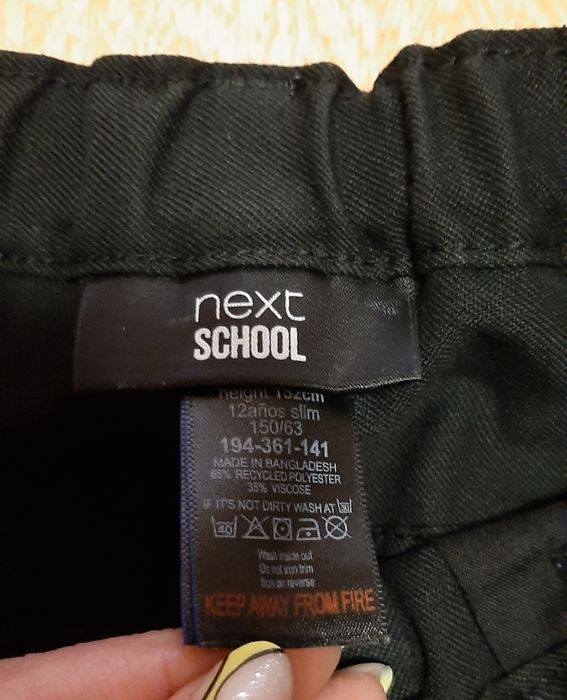 next
SCHOOL
height 152cm
12años slim
150/63
194-361-141
MADE IN BANGLADESH
65% RECYCLED POLYESTER
35% VISCOSE
IF IT'S NOT DIRTY WASH AT 30
40
Wash inside out
Do not iron trim
Iron on reverse
KEEP AWAY FROM FIRE